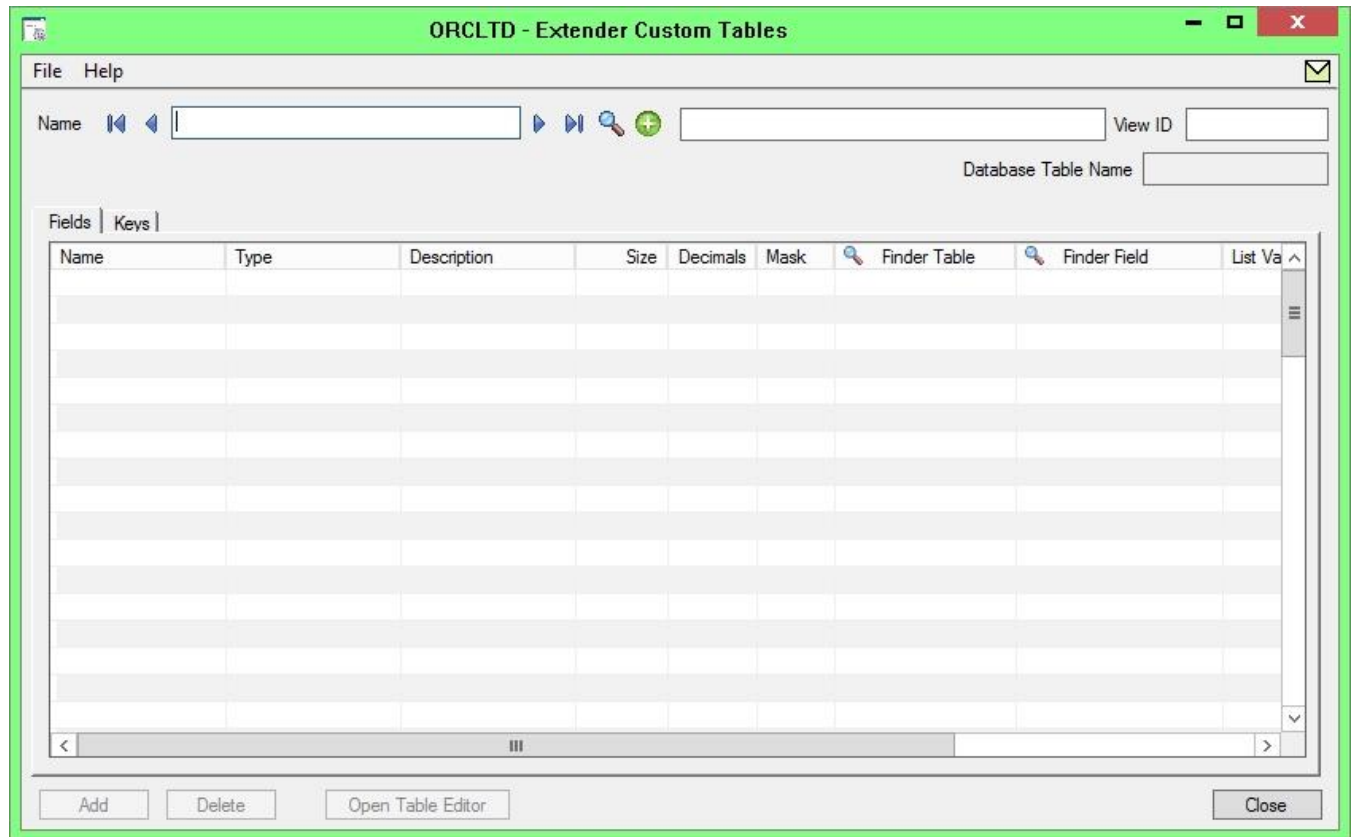 ORCLTD - Extender Custom Tables
File Help
Name View ID
Database Table Name
Fields Keys
Name Type Description Size Decimals Mask Finder Table Finder Field List Va
Add Delete Open Table Editor Close